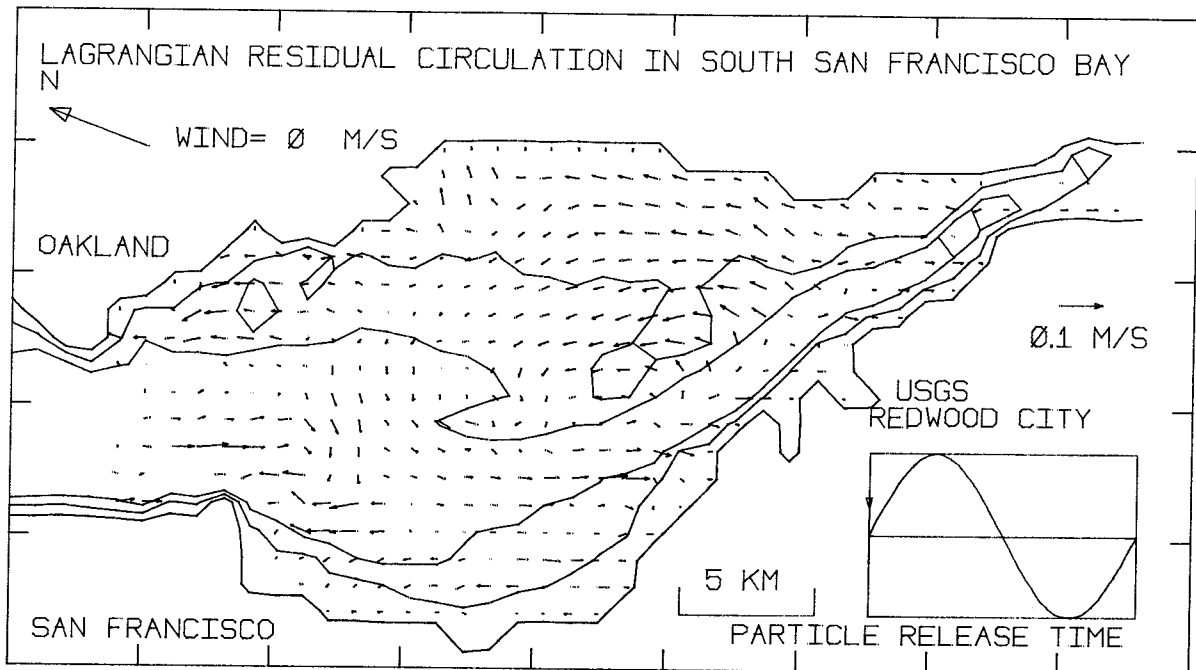 LAGRANGIAN RESIDUAL CIRCULATION IN SOUTH SAN FRANCISCO BAY
N
WIND= Ø M/S
OAKLAND
Ø.1 M/S
USGS
REDWOOD CITY
5 KM
SAN FRANCISCO
PARTICLE RELEASE TIME